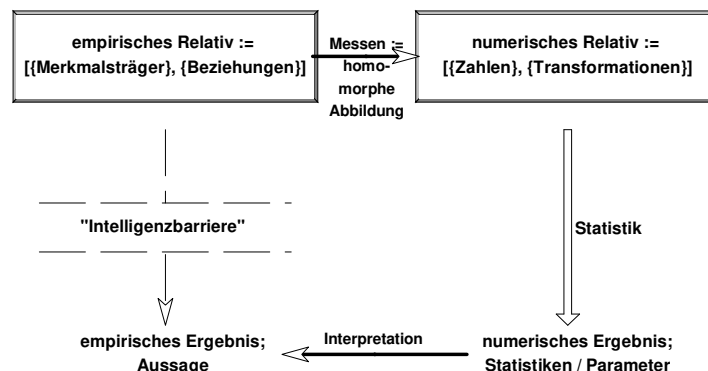 empirisches Relativ :=
[{Merkmalsträger}, {Beziehungen}]
Messen :=
homo-
morphe
Abbildung
numerisches Relativ :=
[{Zahlen}, {Transformationen}]
"Intelligenzbarriere"
Statistik
empirisches Ergebnis;
Aussage
Interpretation
numerisches Ergebnis;
Statistiken / Parameter